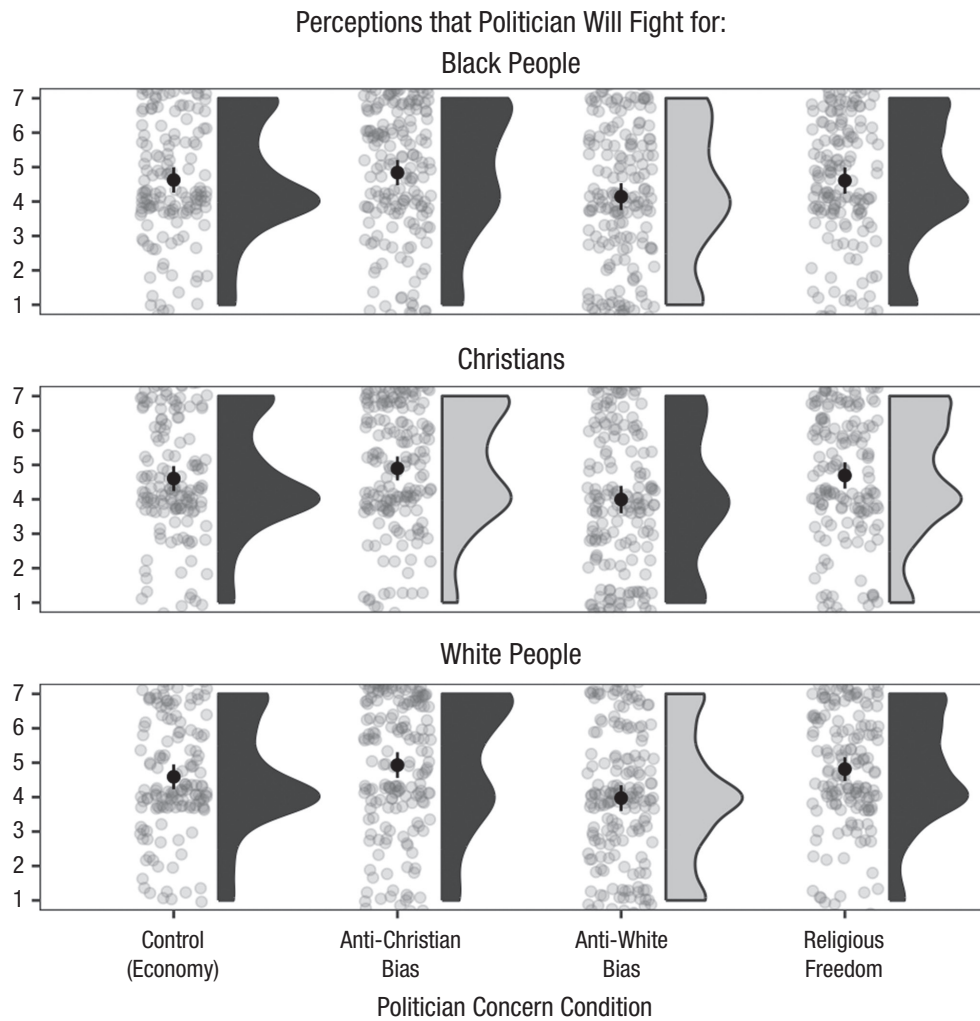 Perceptions that Politician Will Fight for:
Black People
7
6
5
4
3
2
1
Christians
7
6
5
4
3
2
1
White People
7
6
5
4
3
2
1
Control
(Economy)
Anti-Christian
Bias
Anti-White
Bias
Religious
Freedom
Politician Concern Condition